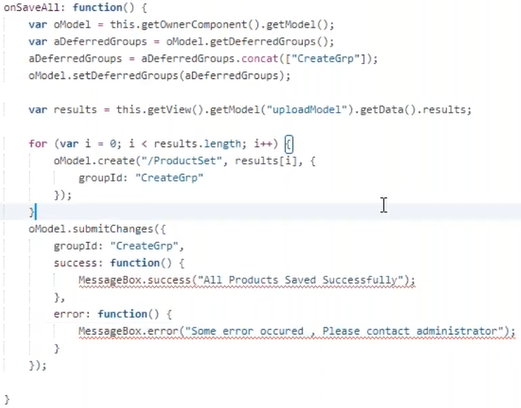 onSaveAll: function() {
var oModel = this.getOwnerComponent().getModel();
var aDeferredGroups = oModel.getDeferredGroups();
aDeferredGroups = aDeferredGroups.concat(["CreateGrp"]);
oModel.setDeferredGroups(aDeferredGroups);
var results = this.getView().getModel("uploadModel").getData().results;
for (var i = 0; i < results.length; i++) {
oModel.create("/ProductSet", results[i], {
groupId: "CreateGrp"
});
}
oModel.submitChanges({
groupId: "CreateGrp",
success: function() {
MessageBox.success("All Products Saved Successfully");
},
error: function() {
MessageBox.error("Some error occured , Please contact administrator");
}
});
}